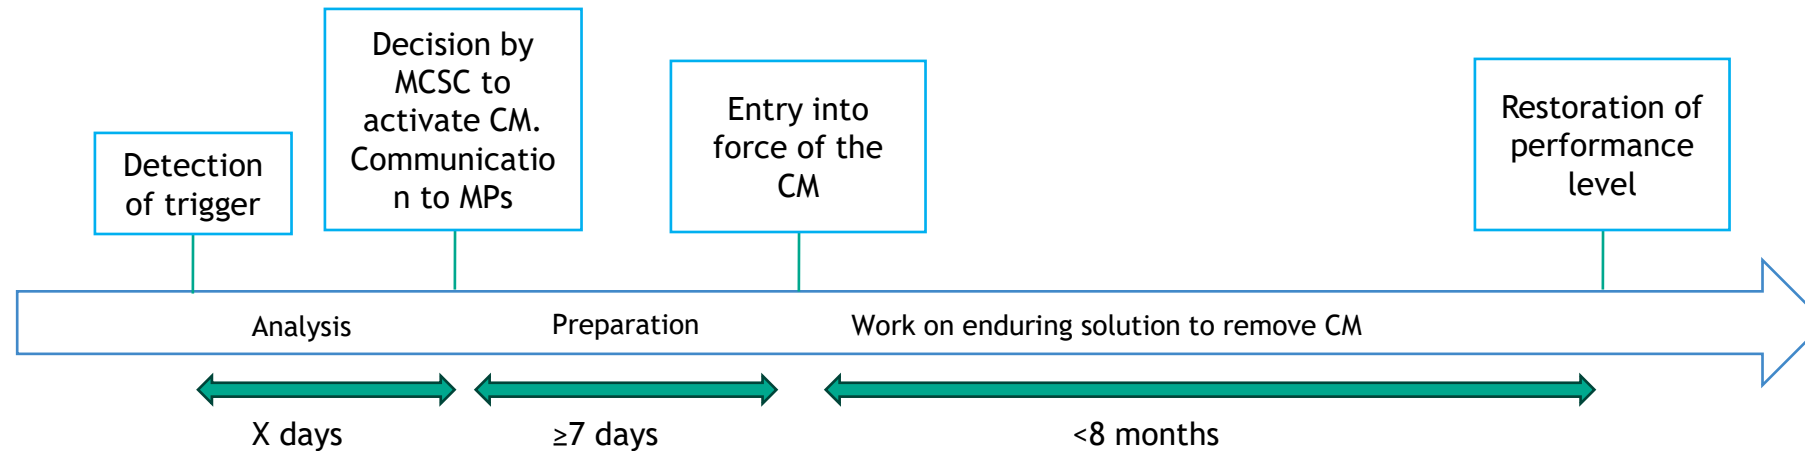 Detection
of trigger
Decision by
MCSC to
activate CM.
Communicatio
n to MPs
Entry into
force of the
CM
Restoration of
performance
level
Analysis
Preparation
Work on enduring solution to remove CM
X days
≥7 days
<8 months